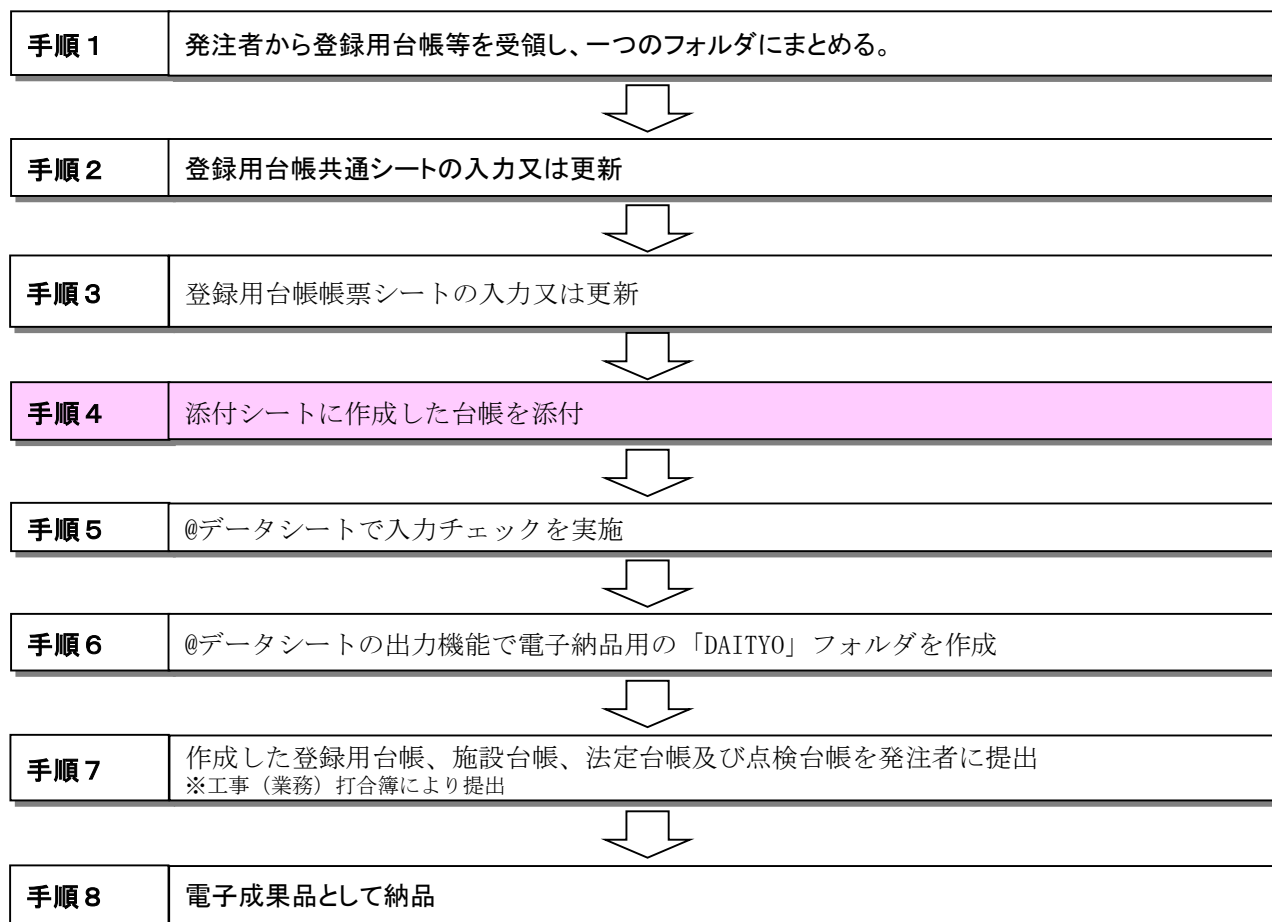 手順１ 発注者から登録用台帳等を受領し、一つのフォルダにまとめる。
手順２ 登録用台帳共通シートの入力又は更新
手順３ 登録用台帳帳票シートの入力又は更新
手順４ 添付シートに作成した台帳を添付
手順５ @データシートで入力チェックを実施
手順６ @データシートの出力機能で電子納品用の「DAITYO」フォルダを作成
手順７ 作成した登録用台帳、施設台帳、法定台帳及び点検台帳を発注者に提出
※工事（業務）打合簿により提出
手順８ 電子成果品として納品